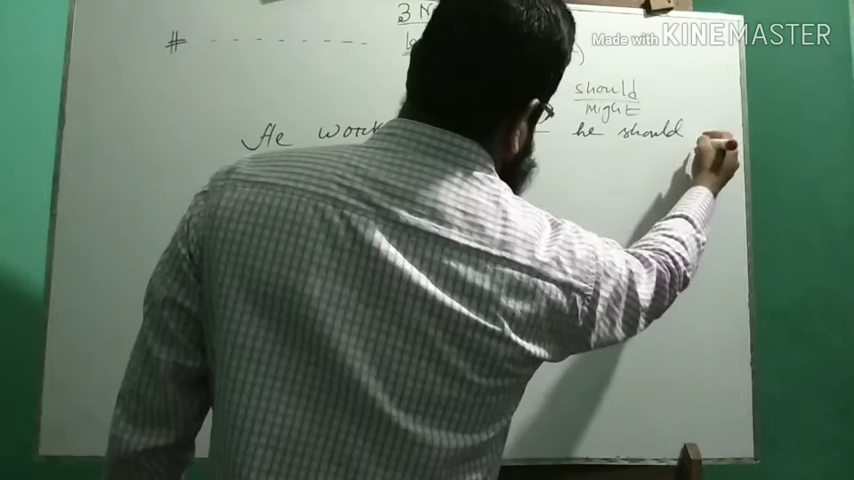 Made with KINEMASTER
3
# - - - - - - -
should
might
He work he should